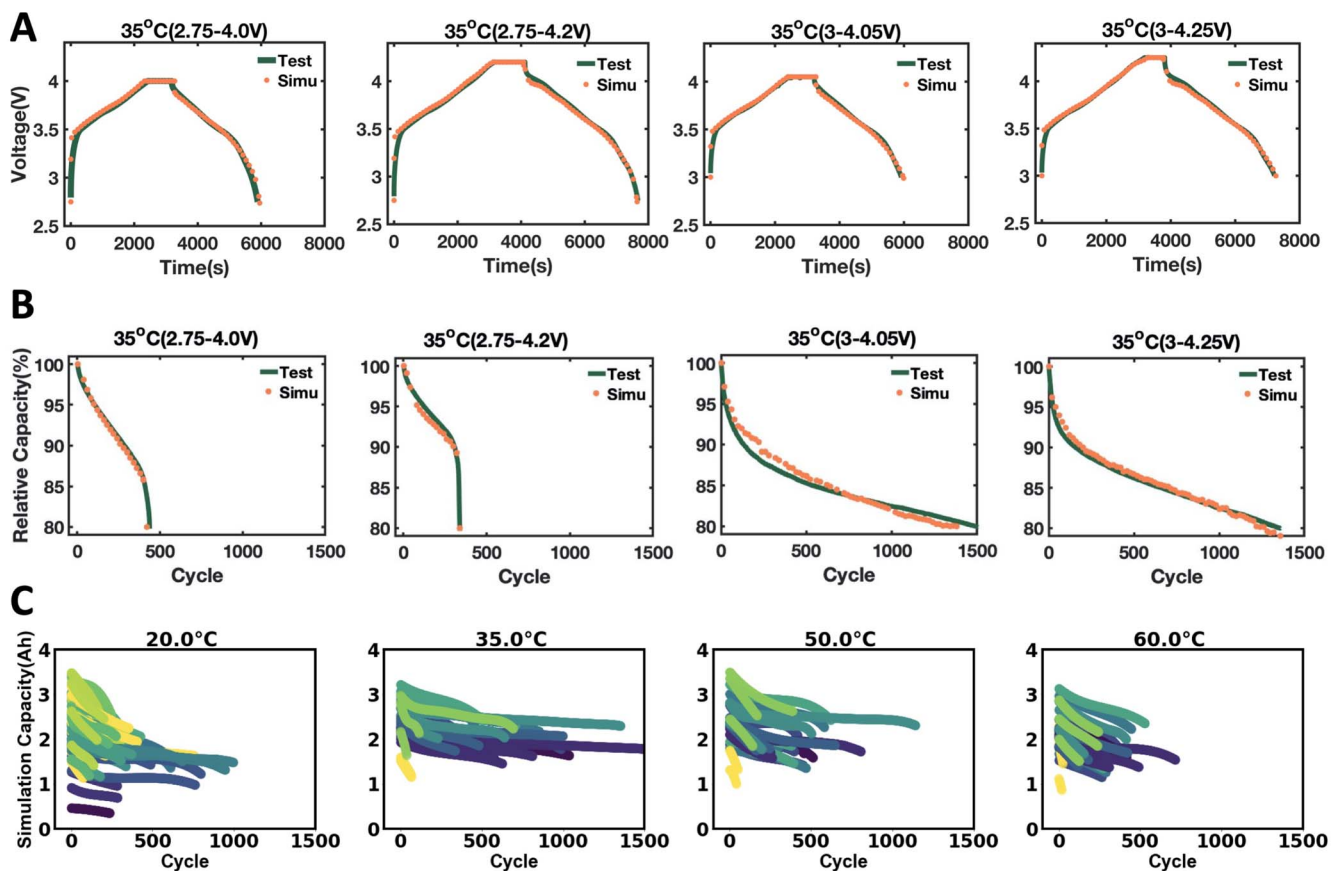 A
35°C(2.75-4.0V)
35°C(2.75-4.2V)
35°C(3-4.05V)
35°C(3-4.25V)
Voltage(V)
4
3.5
3
2.5
Test
Simu
0 2000 4000 6000 8000
Time(s)
4
3.5
3
2.5
Test
Simu
0 2000 4000 6000 8000
Time(s)
4
3.5
3
2.5
Test
Simu
0 2000 4000 6000 8000
Time(s)
4
3.5
3
2.5
Test
Simu
0 2000 4000 6000 8000
Time(s)
B
35°C(2.75-4.0V)
35°C(2.75-4.2V)
35°C(3-4.05V)
35°C(3-4.25V)
Relative Capacity(%)
100
95
90
85
80
Test
Simu
0 500 1000 1500
Cycle
100
95
90
85
80
Test
Simu
0 500 1000 1500
Cycle
100
95
90
85
80
Test
Simu
0 500 1000 1500
Cycle
100
95
90
85
80
Test
Simu
0 500 1000 1500
Cycle
C
20.0°C
35.0°C
50.0°C
60.0°C
Simulation Capacity(Ah)
4
3
2
1
0
0 500 1000 1500
Cycle
4
3
2
1
0
0 500 1000 1500
Cycle
4
3
2
1
0
0 500 1000 1500
Cycle
4
3
2
1
0
0 500 1000 1500
Cycle